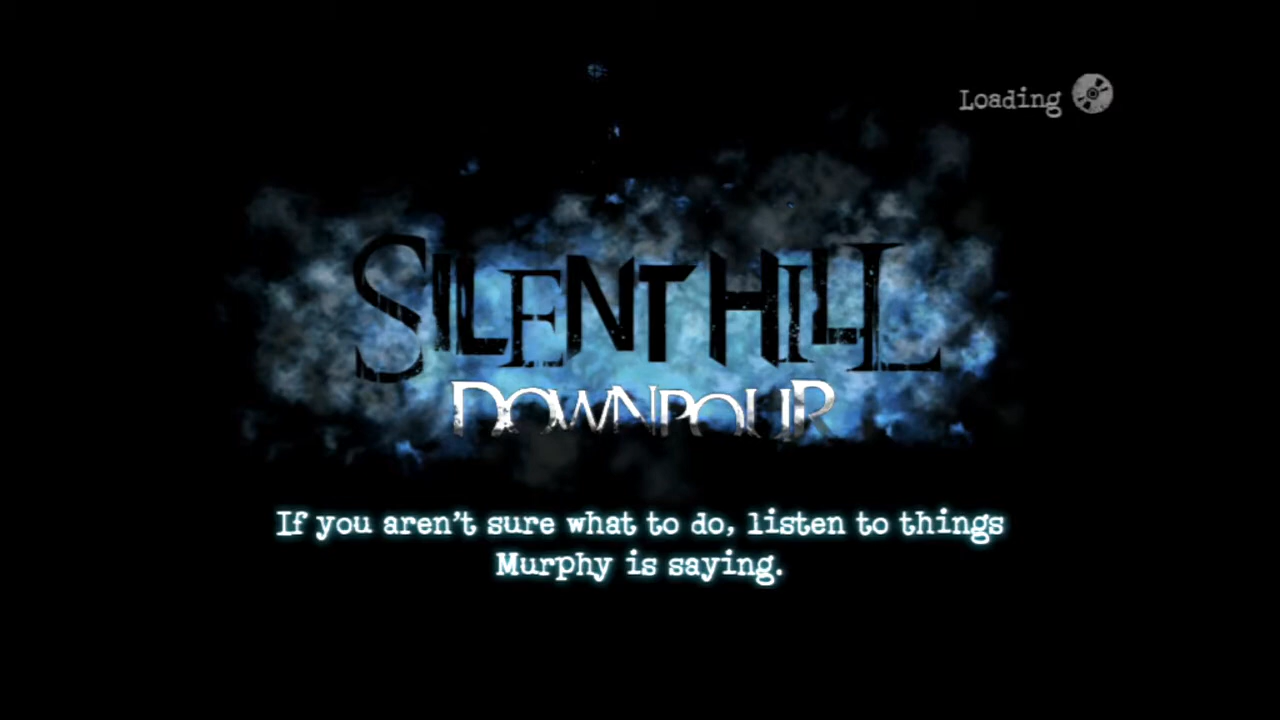 Loading
SILENT HILL
DOWNPOUR
If you aren't sure what to do, listen to things
Murphy is saying.